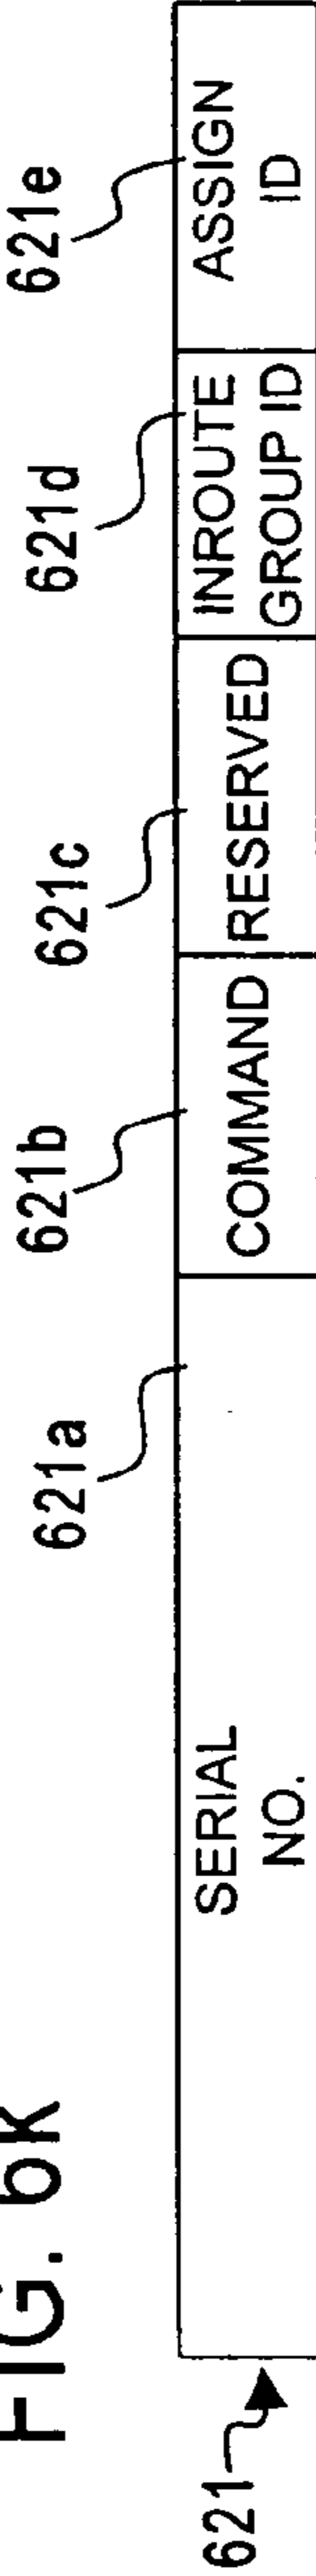 FIG. 6K
621a
621b
621c
621d
621e
SERIAL
NO.
COMMAND
RESERVED
INROUTE
GROUP ID
ASSIGN
ID
621